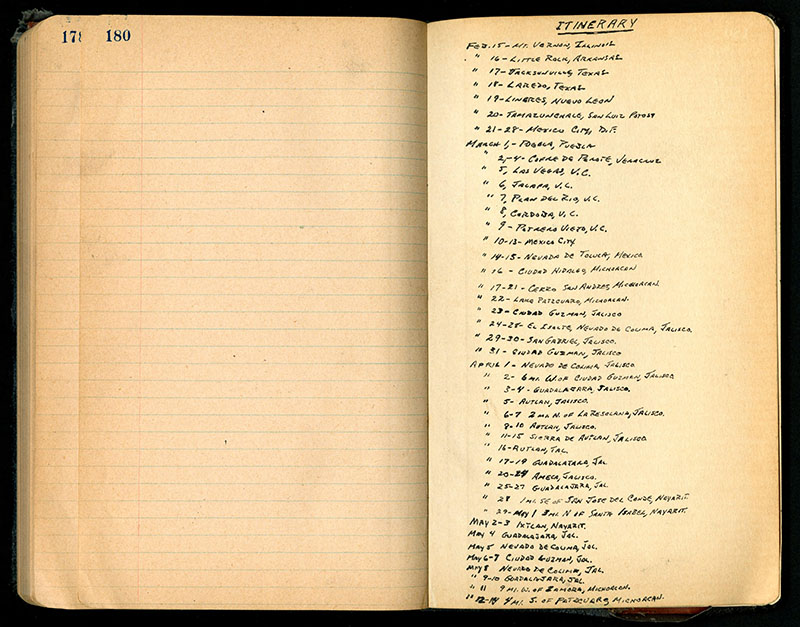 178 180
ITINERARY
FEB. 15 - MT. VERNON, ILLINOIS
" 16 - LITTLE ROCK, ARKANSAS
" 17 - JACKSONVILLE, TEXAS
" 18 - LAREDO, TEXAS
" 19 - LINARES, NUEVO LEON
" 20 - TAMAZUNCHALE, SAN LUIZ POTOSI
" 21-28 - MEXICO CITY, D.F.
MARCH 1, - PUEBLA, PUEBLA
" 2,-4 - COFRE DE PEROTE, VERACRUZ
" 5, LAS VEGAS, V.C.
" 6, JALAPA, V.C.
" 7, PLAN DEL RIO, V.C.
" 8, CORDOBA, V.C.
" 9 - POTRERO VIEJO, V.C.
" 10-13 - MEXICO CITY
" 14-15 - NEVADO DE TOLUCA, MEXICO
" 16 - CIUDAD HIDALGO, MICHOACAN
" 17-21 - CERRO SAN ANDRES, MICHOACAN.
" 22 - LAKE PATZCUARO, MICHOACAN.
" 23 - CIUDAD GUZMAN, JALISCO
" 24-28 - EL ISOLTE, NEVADO DE COLIMA, JALISCO.
" 29-30 - SAN GABRIEL, JALISCO.
" 31 - CIUDAD GUZMAN, JALISCO
APRIL 1 - NEVADO DE COLIMA, JALISCO.
" 2 - 6 MI. W. OF CIUDAD GUZMAN, JALISCO
" 3-4 - GUADALAJARA, JALISCO.
" 5 - AUTLAN, JALISCO.
" 6-7 2 MI. N. OF LA RESOLANA, JALISCO.
" 8-10 AUTLAN, JALISCO.
" 11-15 SIERRA DE AUTLAN, JALISCO
" 16 - AUTLAN, JAL.
" 17-19 GUADALAJARA, JAL
" 20-24 AMECA, JALISCO.
" 25-27 GUADALAJARA, JAL.
" 28 1 MI. SE OF SAN JOSE DEL CONDE, NAYARIT.
" 29 - MAY 1 3 MI. N OF SANTA ISABEL, NAYARIT.
MAY 2-3 IXTLAN, NAYARIT.
MAY 4 GUADALAJARA, JAL.
MAY 5 NEVADO DE COLIMA, JAL.
MAY 6-7 CIUDAD GUZMAN, JAL.
MAY 8 NEVADO DE COLIMA, JAL.
" 9-10 GUADALAJARA, JAL.
" 11 9 MI. W. OF ZAMORA, MICHOACAN.
" 12-14 4 MI. S. OF PATZCUARO, MICHOACAN.